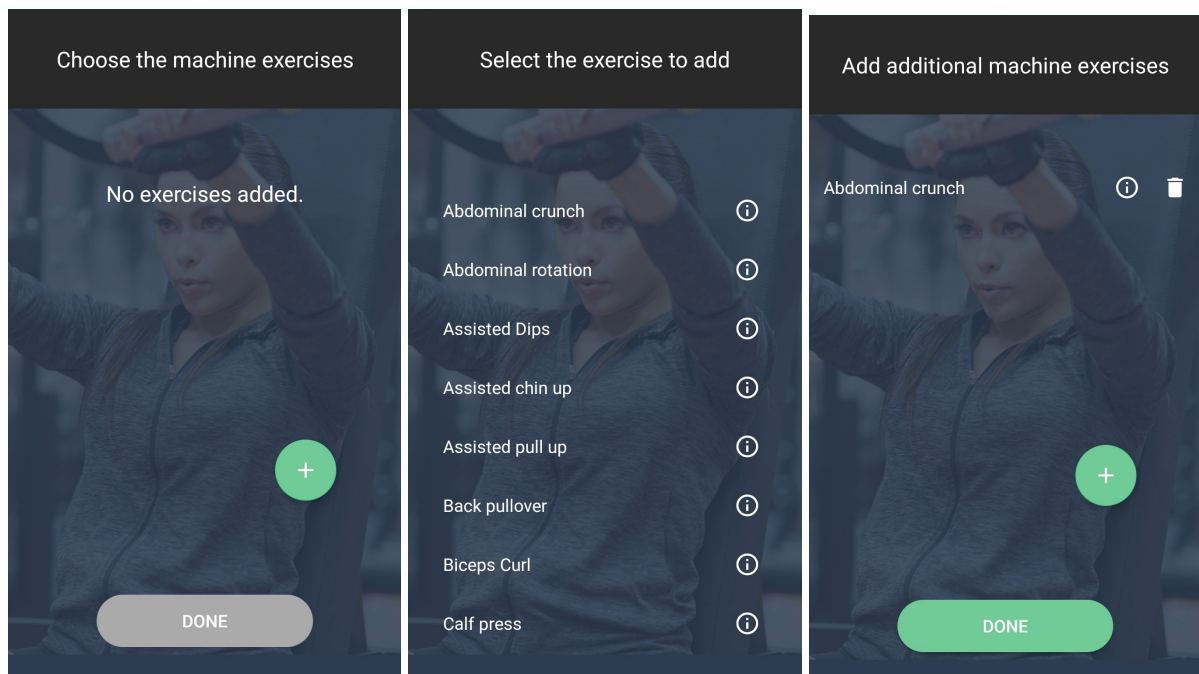 Choose the machine exercises
No exercises added.
+
DONE
Select the exercise to add
Abdominal crunch
Abdominal rotation
Assisted Dips
Assisted chin up
Assisted pull up
Back pullover
Biceps Curl
Calf press
Add additional machine exercises
Abdominal crunch
+
DONE